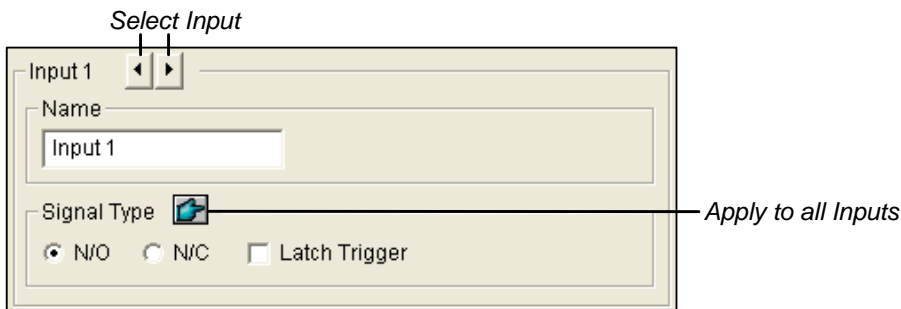 Select Input
Input 1
Name
Input 1
Signal Type
Apply to all Inputs
N/O N/C Latch Trigger